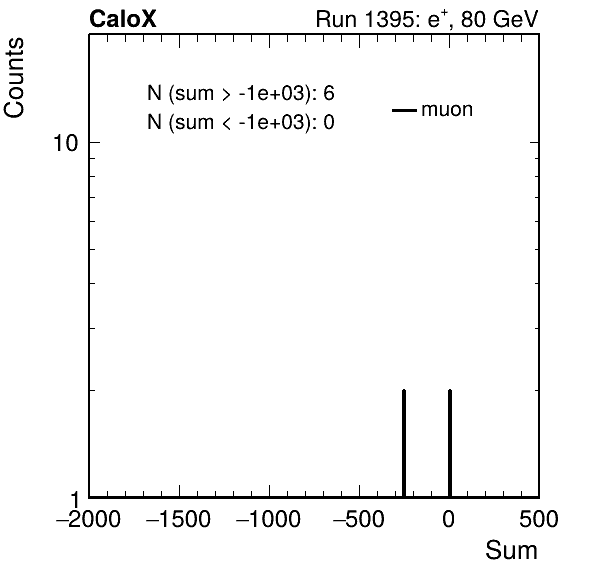 CaloX
Run 1395: e+, 80 GeV
Counts
N (sum > -1e+03): 6
N (sum < -1e+03): 0
muon
10
1
−2000 −1500 −1000 −500 0 500
Sum